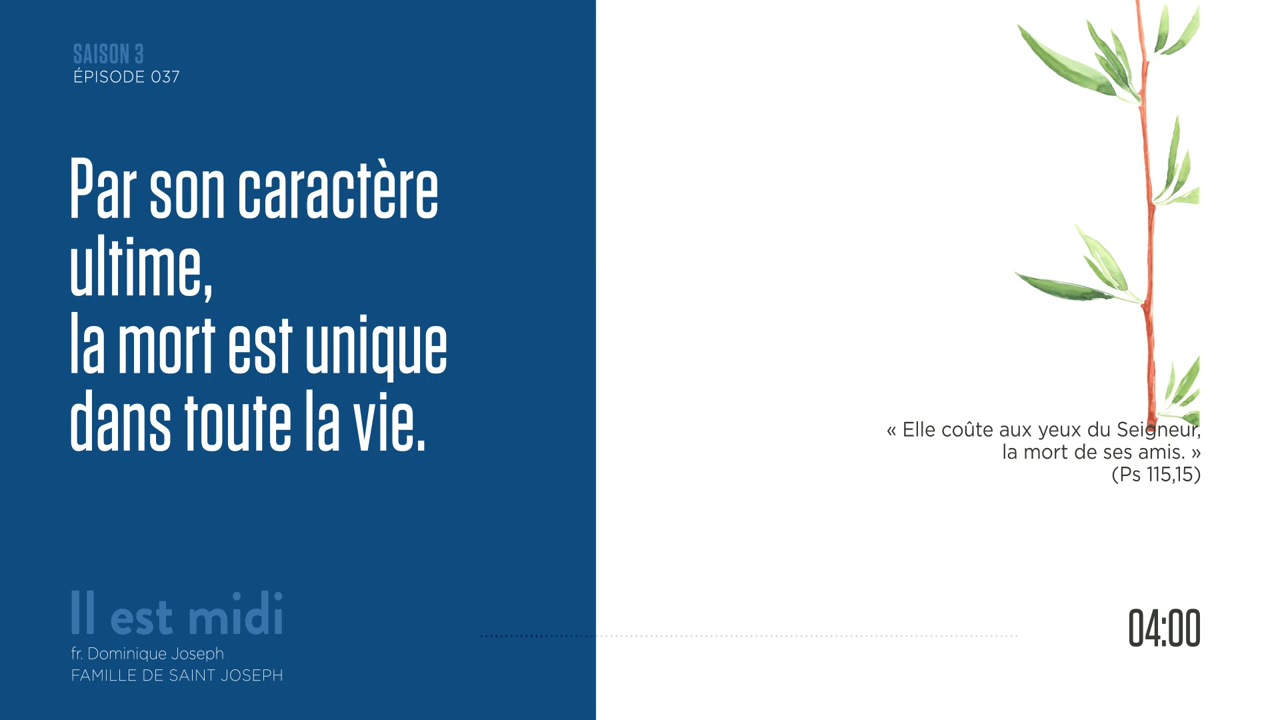 SAISON 3
ÉPISODE 037
Par son caractère
ultime,
la mort est unique
dans toute la vie.
« Elle coûte aux yeux du Seigneur,
la mort de ses amis. »
(Ps 115,15)
Il est midi
fr. Dominique Joseph
FAMILLE DE SAINT JOSEPH
04:00